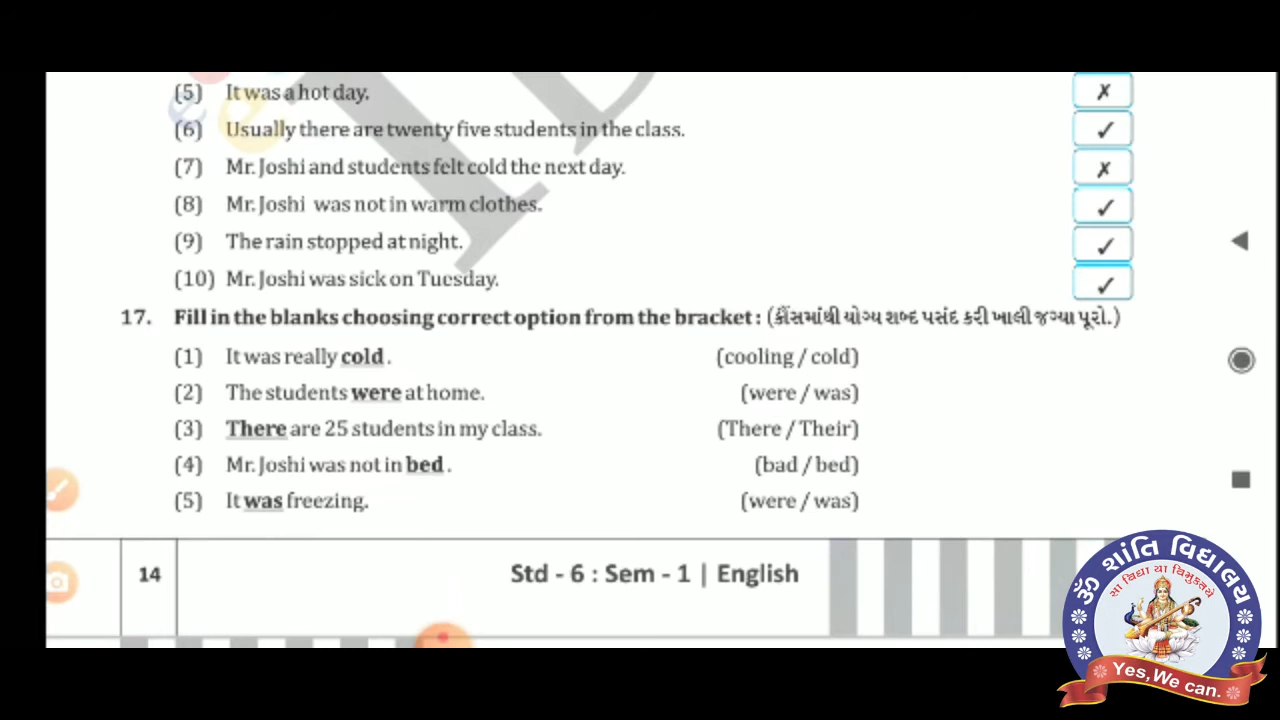 (5) It was a hot day. ✗
(6) Usually there are twenty five students in the class. ✓
(7) Mr. Joshi and students felt cold the next day. ✗
(8) Mr. Joshi was not in warm clothes. ✓
(9) The rain stopped at night. ✓
(10) Mr. Joshi was sick on Tuesday. ✓
17. Fill in the blanks choosing correct option from the bracket : (કૌંસમાંથી યોગ્ય શબ્દ પસંદ કરી ખાલી જગ્યા પૂરો.)
(1) It was really cold . (cooling / cold)
(2) The students were at home. (were / was)
(3) There are 25 students in my class. (There / Their)
(4) Mr. Joshi was not in bed . (bad / bed)
(5) It was freezing. (were / was)
14 Std - 6 : Sem - 1 | English
ૐ શાંતિ વિદ્યાલય
સા વિદ્યા યા વિમુક્તયે
Yes, We can.